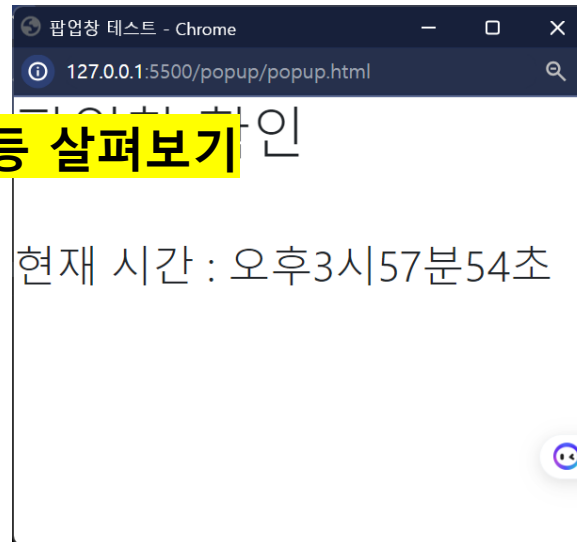 팝업창 테스트 - Chrome
127.0.0.1:5500/popup/popup.html
확인
등 살펴보기
현재 시간 : 오후3시57분54초